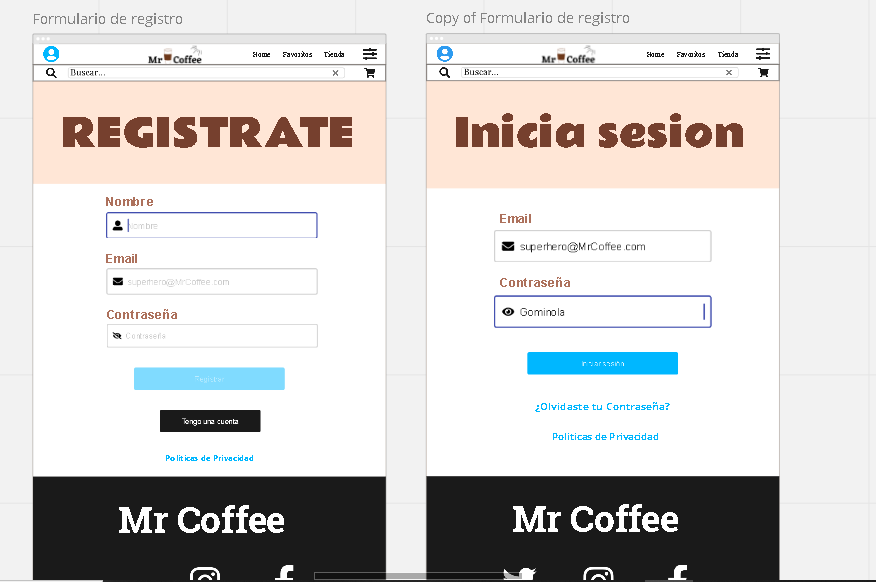 Formulario de registro
Mr Coffee
Home Favoritos Tienda
Buscar...
REGISTRATE
Nombre
Nombre
Email
superhero@MrCoffee.com
Contraseña
Contraseña
Registrar
Tengo una cuenta
Politicas de Privacidad
Mr Coffee
Copy of Formulario de registro
Mr Coffee
Home Favoritos Tienda
Buscar...
Inicia sesion
Email
superhero@MrCoffee.com
Contraseña
Gominola
Iniciar sesión
¿Olvidaste tu Contraseña?
Politicas de Privacidad
Mr Coffee